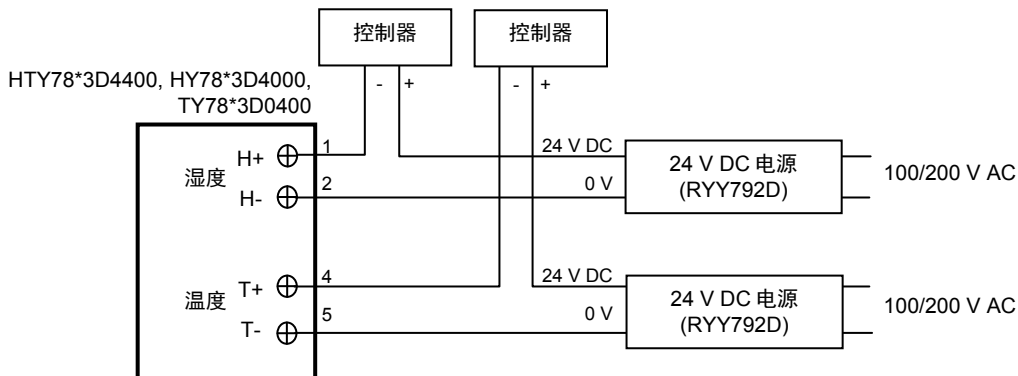 控制器
控制器
HTY78*3D4400, HY78*3D4000,
TY78*3D0400
- +
- +
湿度
H+
1
H-
2
24 V DC
0 V
24 V DC 电源
(RYY792D)
100/200 V AC
温度
T+
4
T-
5
24 V DC
0 V
24 V DC 电源
(RYY792D)
100/200 V AC